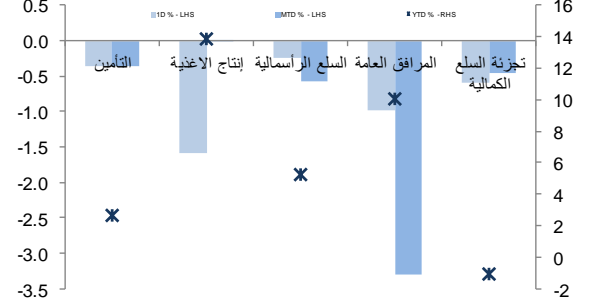 1D % - LHS MTD % - LHS YTD % -RHS
0.5
0.0
-0.5
-1.0
-1.5
-2.0
-2.5
-3.0
-3.5
التأمين
إنتاج الاغذية
السلع الرأسمالية
المرافق العامة
تجزئة السلع
الكمالية
16
14
12
10
8
6
4
2
0
-2